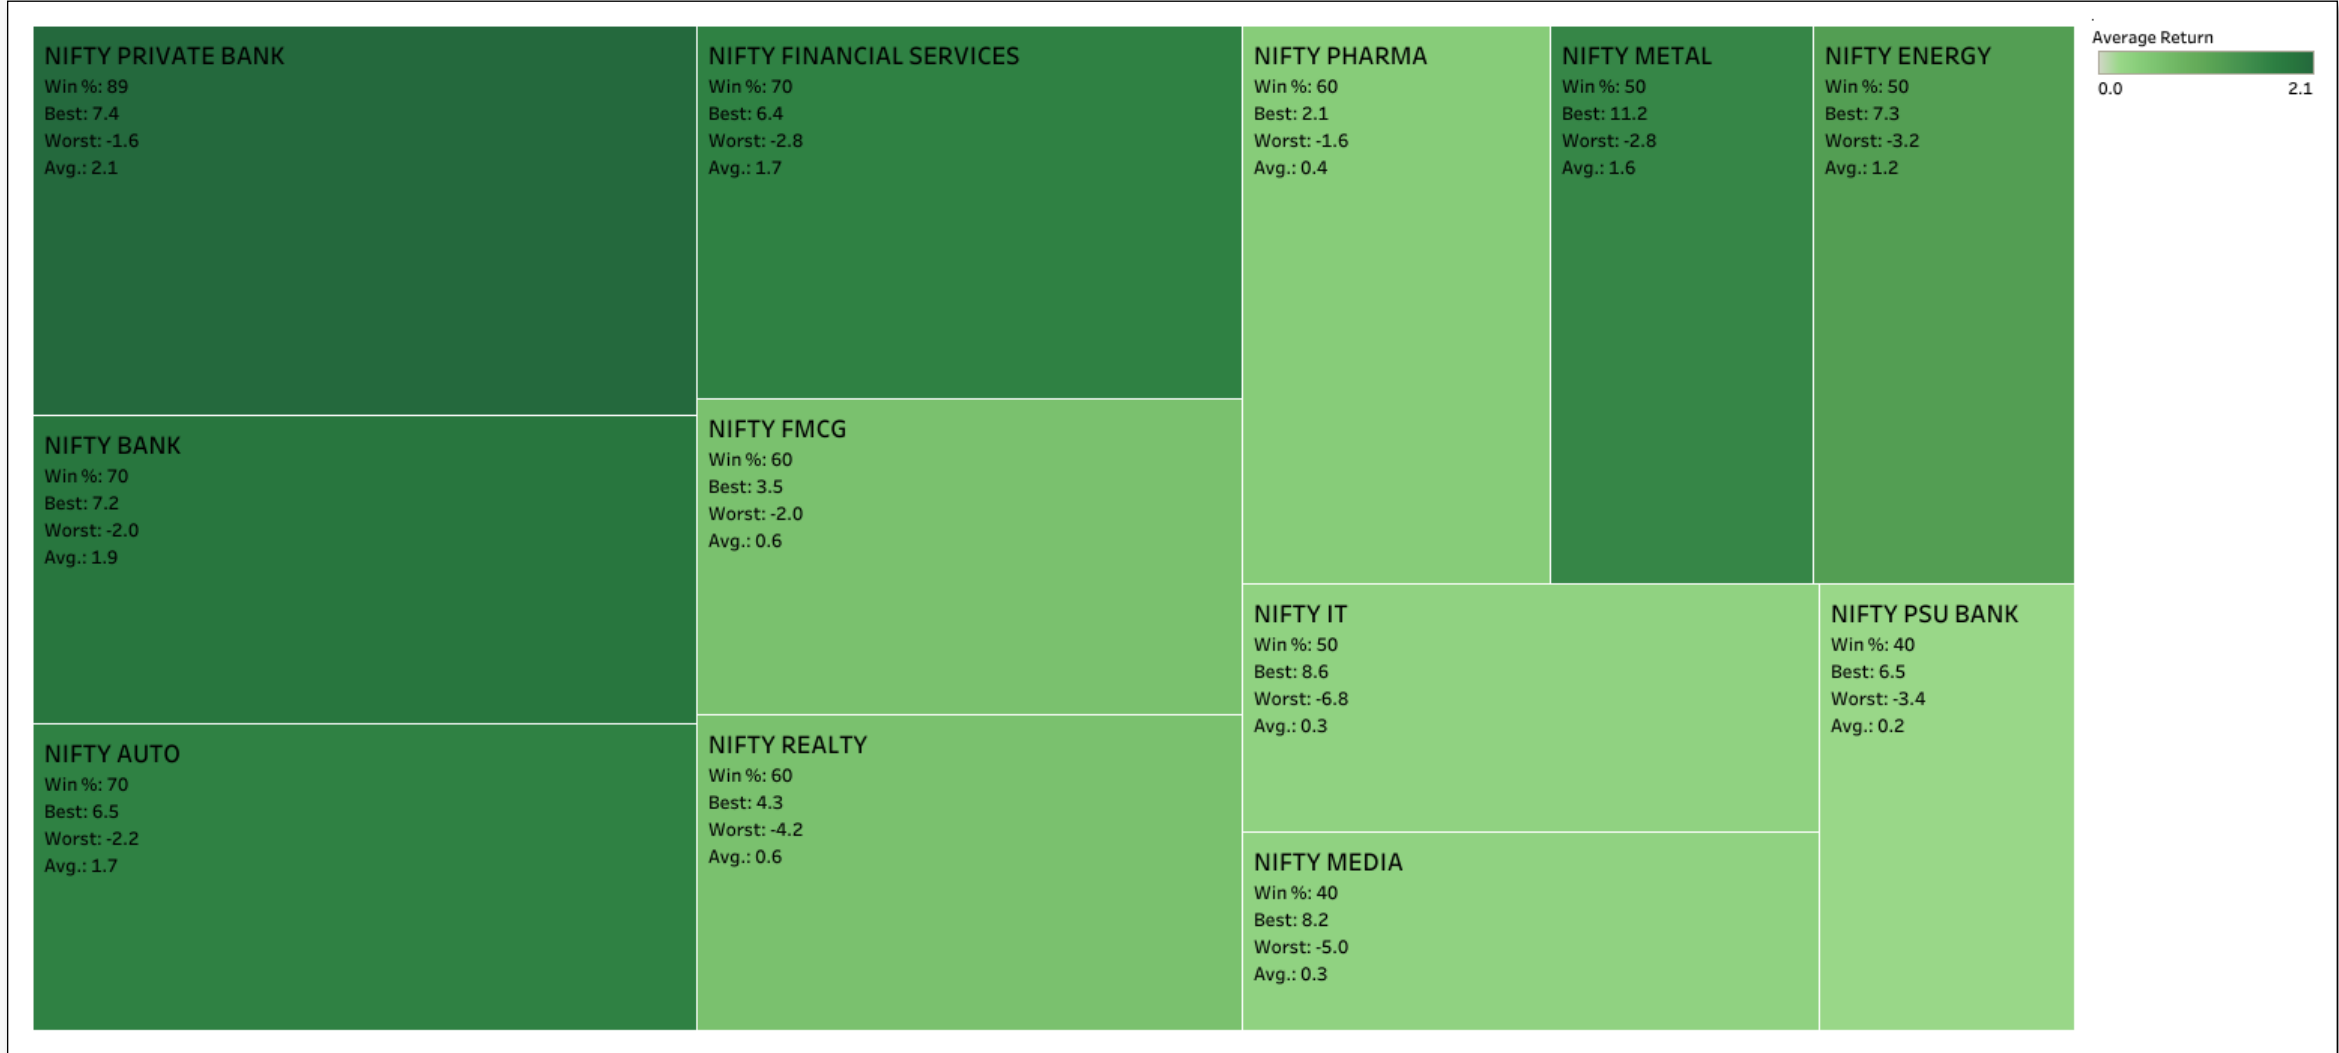 NIFTY PRIVATE BANK
Win %: 89
Best: 7.4
Worst: -1.6
Avg.: 2.1
NIFTY BANK
Win %: 70
Best: 7.2
Worst: -2.0
Avg.: 1.9
NIFTY AUTO
Win %: 70
Best: 6.5
Worst: -2.2
Avg.: 1.7
NIFTY FINANCIAL SERVICES
Win %: 70
Best: 6.4
Worst: -2.8
Avg.: 1.7
NIFTY FMCG
Win %: 60
Best: 3.5
Worst: -2.0
Avg.: 0.6
NIFTY REALTY
Win %: 60
Best: 4.3
Worst: -4.2
Avg.: 0.6
NIFTY PHARMA
Win %: 60
Best: 2.1
Worst: -1.6
Avg.: 0.4
NIFTY METAL
Win %: 50
Best: 11.2
Worst: -2.8
Avg.: 1.6
NIFTY ENERGY
Win %: 50
Best: 7.3
Worst: -3.2
Avg.: 1.2
NIFTY IT
Win %: 50
Best: 8.6
Worst: -6.8
Avg.: 0.3
NIFTY MEDIA
Win %: 40
Best: 8.2
Worst: -5.0
Avg.: 0.3
NIFTY PSU BANK
Win %: 40
Best: 6.5
Worst: -3.4
Avg.: 0.2
.
Average Return
0.0 2.1